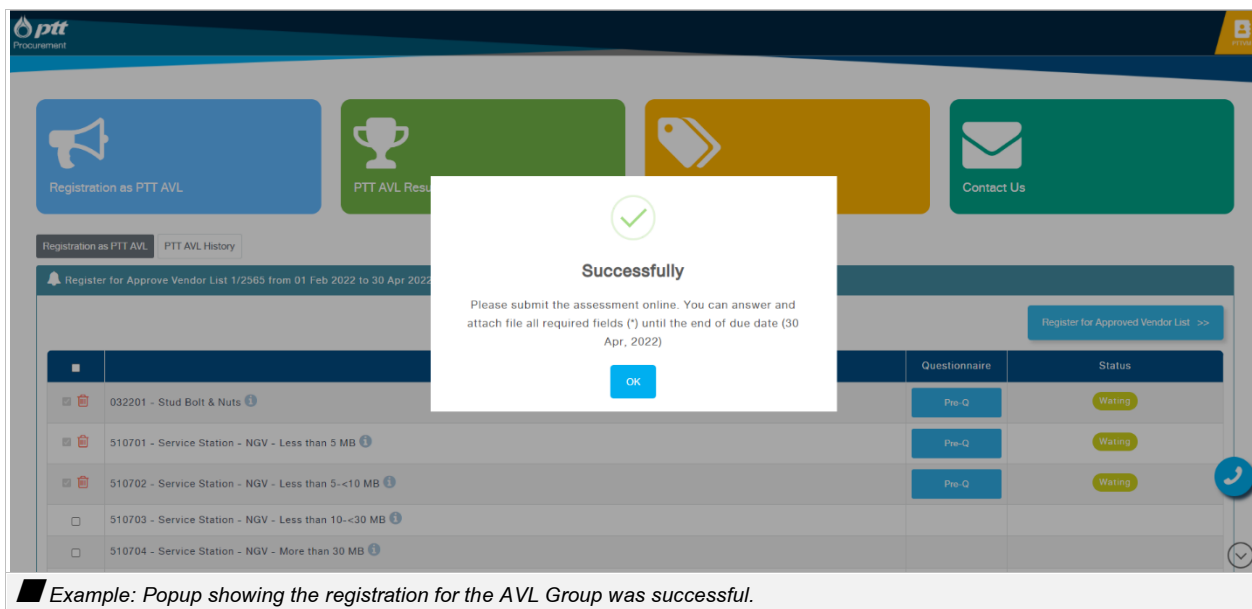 ptt
Procurement
Registration as PTT AVL
PTT AVL Resu
Contact Us
Registration as PTT AVL
PTT AVL History
Register for Approve Vendor List 1/2565 from 01 Feb 2022 to 30 Apr 2022
Successfully
Please submit the assessment online. You can answer and
attach file all required fields (*) until the end of due date (30
Apr, 2022)
OK
Register for Approved Vendor List >>
Questionnaire
Status
032201 - Stud Bolt & Nuts
Pre-Q
Wating
510701 - Service Station - NGV - Less than 5 MB
Pre-Q
Wating
510702 - Service Station - NGV - Less than 5-<10 MB
Pre-Q
Wating
510703 - Service Station - NGV - Less than 10-<30 MB
510704 - Service Station - NGV - More than 30 MB
Example: Popup showing the registration for the AVL Group was successful.